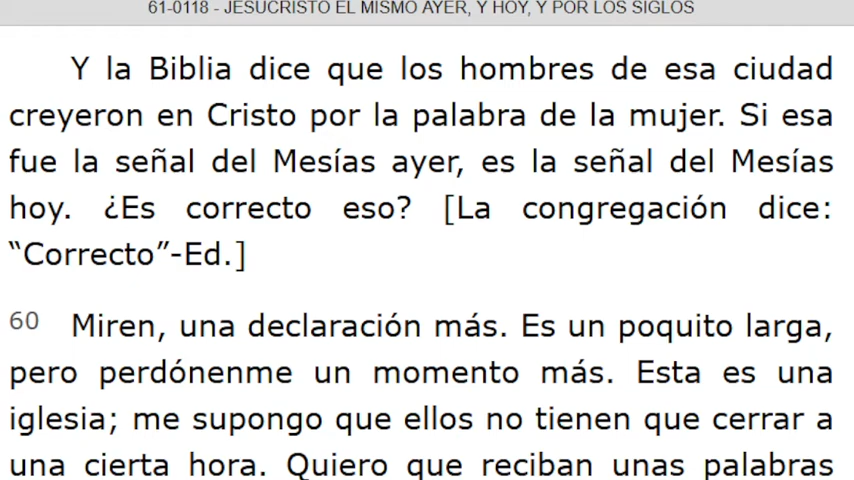 61-0118 - JESUCRISTO EL MISMO AYER, Y HOY, Y POR LOS SIGLOS
Y la Biblia dice que los hombres de esa ciudad
creyeron en Cristo por la palabra de la mujer. Si esa
fue la señal del Mesías ayer, es la señal del Mesías
hoy. ¿Es correcto eso? [La congregación dice:
“Correcto”-Ed.]
60 Miren, una declaración más. Es un poquito larga,
pero perdónenme un momento más. Esta es una
iglesia; me supongo que ellos no tienen que cerrar a
una cierta hora. Quiero que reciban unas palabras